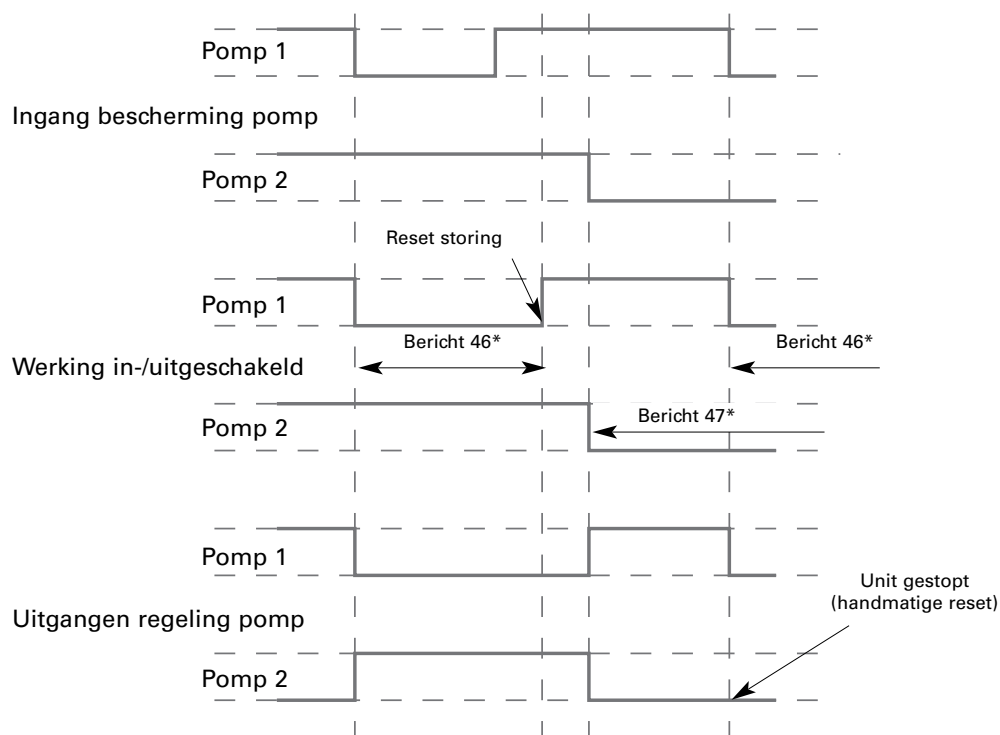 Pomp 1
Ingang bescherming pomp
Pomp 2
Reset storing
Pomp 1
Bericht 46*
Bericht 46*
Werking in-/uitgeschakeld
Bericht 47*
Pomp 2
Pomp 1
Unit gestopt
(handmatige reset)
Uitgangen regeling pomp
Pomp 2